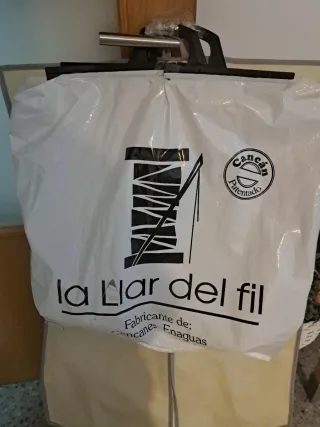 Cancán
Patentado
la Llar del fil
Fabricante de:
Cancanes Enaguas